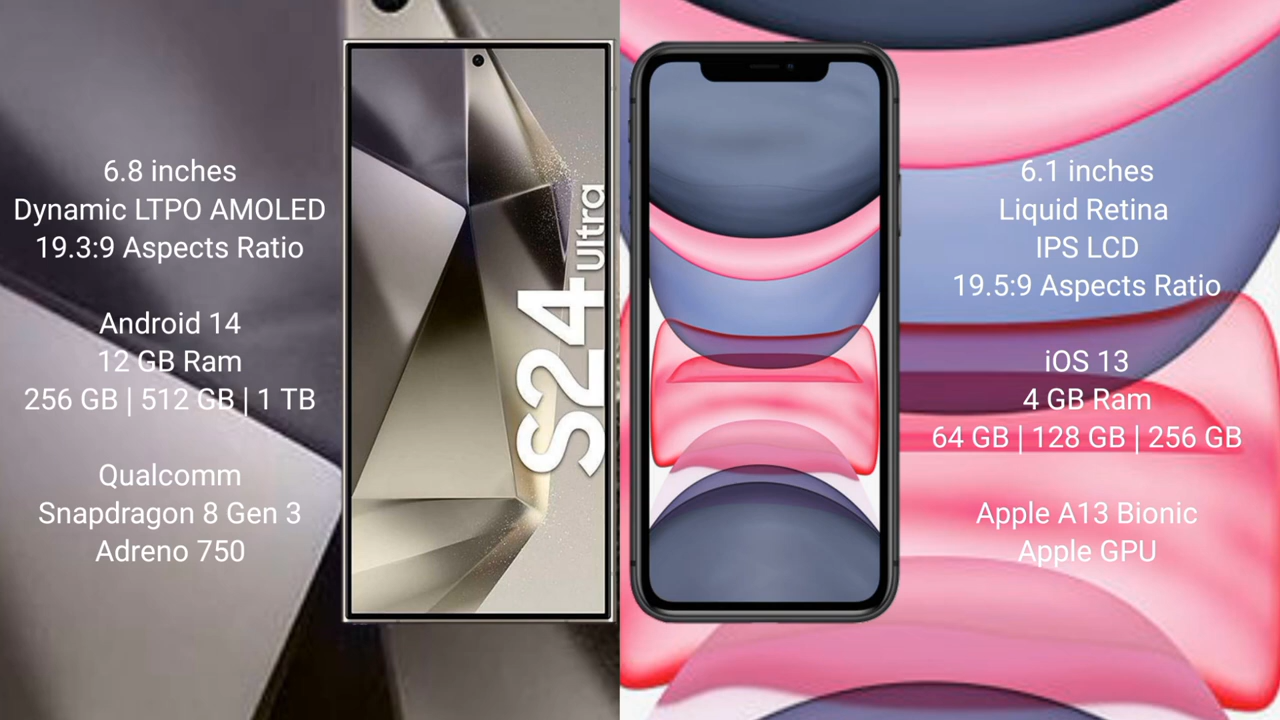 6.8 inches
Dynamic LTPO AMOLED
19.3:9 Aspects Ratio
Android 14
12 GB Ram
256 GB | 512 GB | 1 TB
Qualcomm
Snapdragon 8 Gen 3
Adreno 750
S24 ultra
6.1 inches
Liquid Retina
IPS LCD
19.5:9 Aspects Ratio
iOS 13
4 GB Ram
64 GB | 128 GB | 256 GB
Apple A13 Bionic
Apple GPU